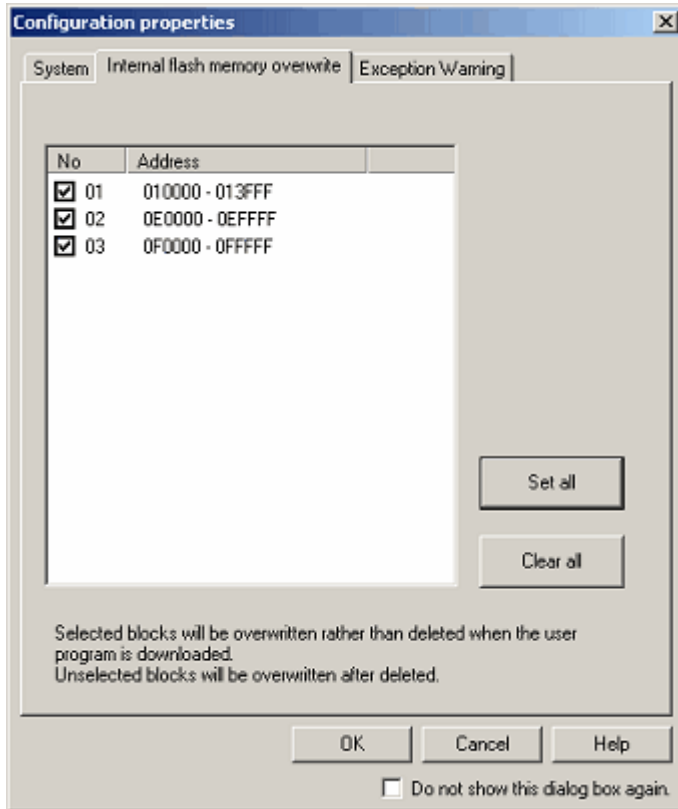 Configuration properties
System Internal flash memory overwrite Exception Warning
No Address
01 010000 - 013FFF
02 0E0000 - 0EFFFF
03 0F0000 - 0FFFFF
Set all
Clear all
Selected blocks will be overwritten rather than deleted when the user
program is downloaded.
Unselected blocks will be overwritten after deleted.
OK Cancel Help
Do not show this dialog box again.